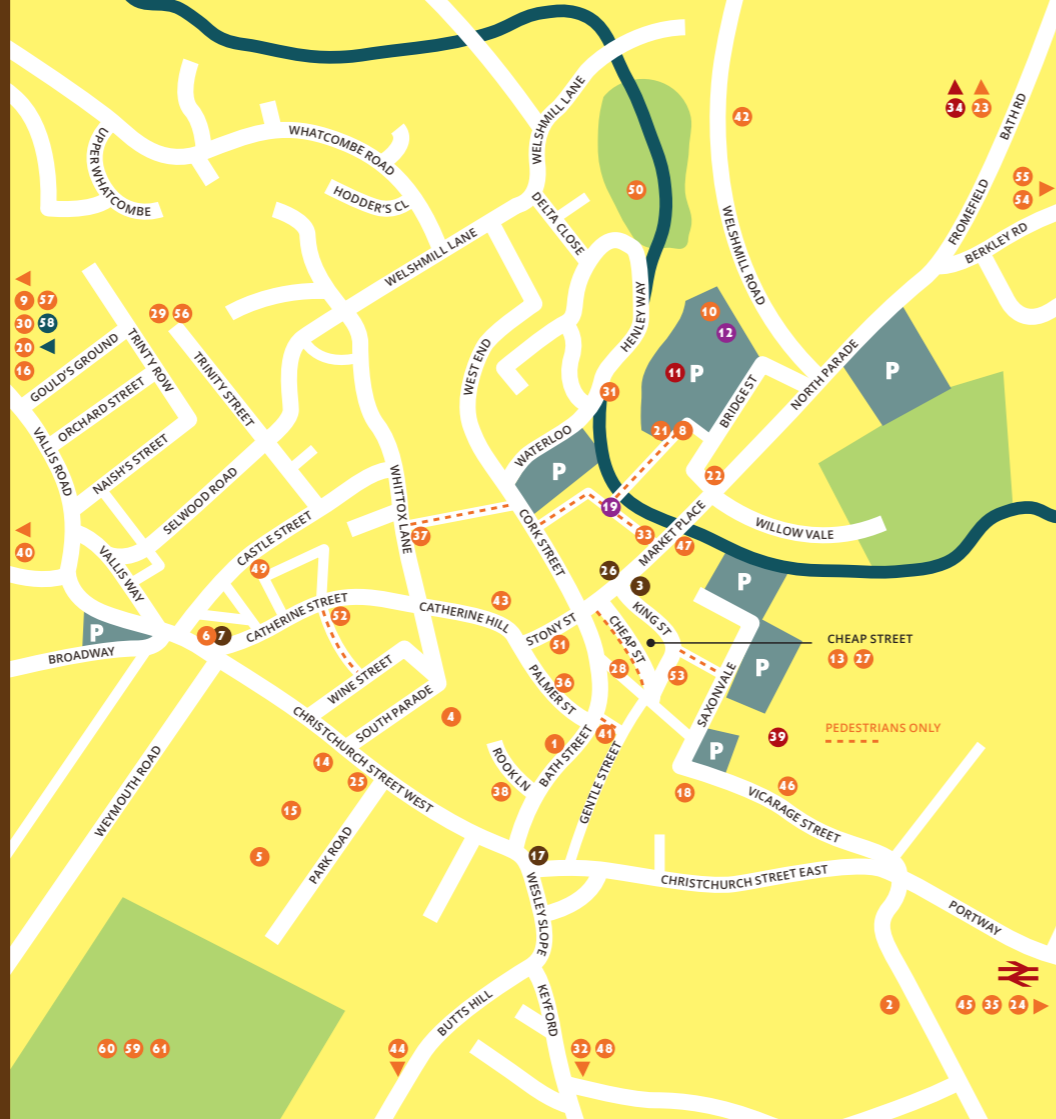 WHATCOMBE ROAD
UPPER WHATCOMBE
HODDER'S CL
WELSHMILL LANE
WELSHMILL LANE
DELTA CLOSE
50
42
34 23
BATH RD
FROMEFIELD
55
54
BERKLEY RD
WELSHMILL ROAD
HENLEY WAY
9 57
30 58
20
16
29 56
GOULD'S GROUND
TRINTY ROW
TRINITY STREET
ORCHARD STREET
NAISH'S STREET
VALLIS ROAD
SELWOOD ROAD
WEST END
10
12
11 P
31
21 8
BRIDGE ST
NORTH PARADE
P
WATERLOO
P
22
19
33
47
MARKET PLACE
WILLOW VALE
WHITTOX LANE
37
CORK STREET
40
VALLIS WAY
CASTLE STREET
49
CATHERINE STREET
52
CATHERINE HILL
43
26
3
KING ST
P
P
BROADWAY
6 7
STONY ST
51
CHEAP ST
28
53
CHEAP STREET
13 27
P
SAXONVALE
PALMER ST
36
WINE STREET
SOUTH PARADE
4
1
41
BATH STREET
GENTLE STREET
ROOK LN
38
P
39
PEDESTRIANS ONLY
18
46
VICARAGE STREET
CHRISTCHURCH STREET WEST
14
25
15
5
WEYMOUTH ROAD
PARK ROAD
17
WESLEY SLOPE
CHRISTCHURCH STREET EAST
PORTWAY
2
45 35 24
BUTTS HILL
KEYFORD
60 59 61
44
32 48